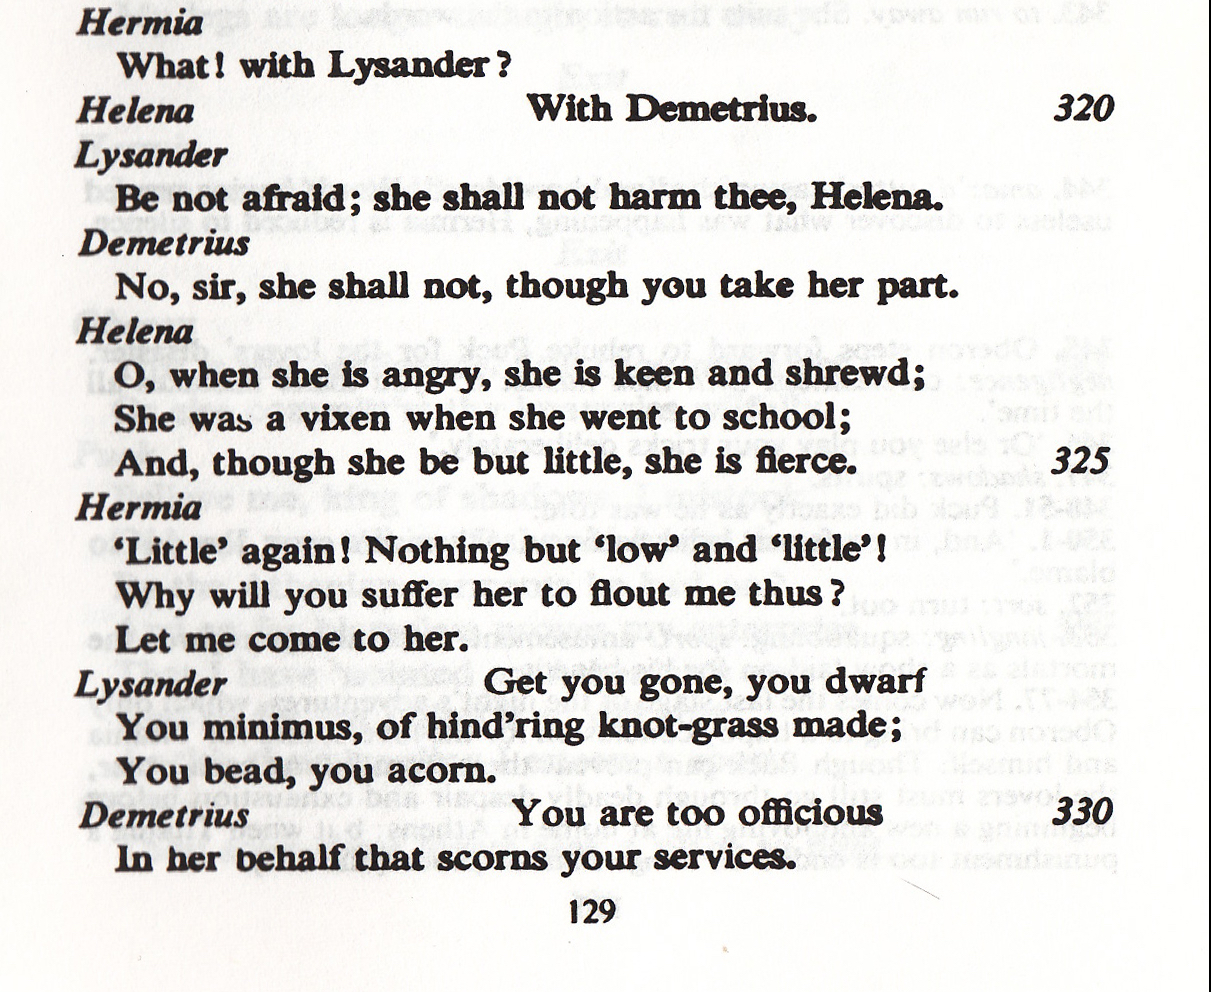 Hermia
What! with Lysander?
Helena With Demetrius. 320
Lysander
Be not afraid; she shall not harm thee, Helena.
Demetrius
No, sir, she shall not, though you take her part.
Helena
O, when she is angry, she is keen and shrewd;
She was a vixen when she went to school;
And, though she be but little, she is fierce. 325
Hermia
‘Little’ again! Nothing but ‘low’ and ‘little’!
Why will you suffer her to flout me thus?
Let me come to her.
Lysander Get you gone, you dwarf
You minimus, of hind’ring knot-grass made;
You bead, you acorn.
Demetrius You are too officious 330
In her behalf that scorns your services.
129